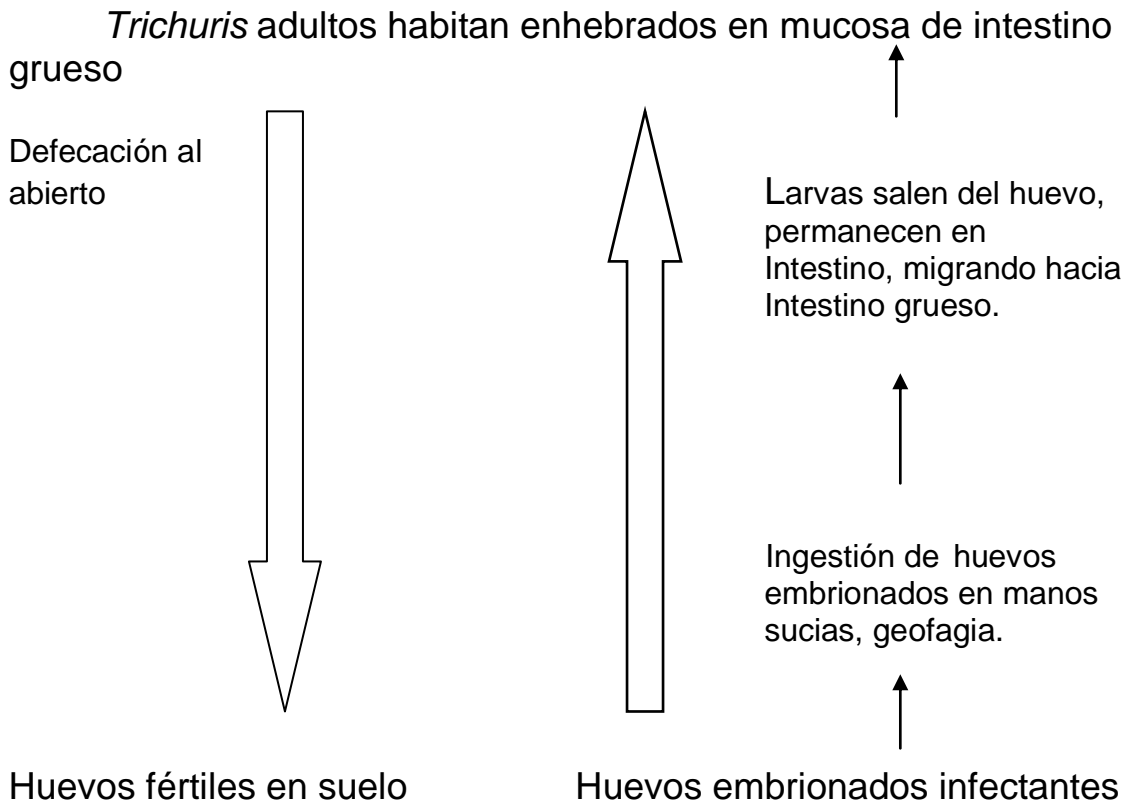 Trichuris adultos habitan enhebrados en mucosa de intestino
grueso
Defecación al
abierto
Larvas salen del huevo,
permanecen en
Intestino, migrando hacia
Intestino grueso.
Ingestión de huevos
embrionados en manos
sucias, geofagia.
Huevos fértiles en suelo
Huevos embrionados infectantes